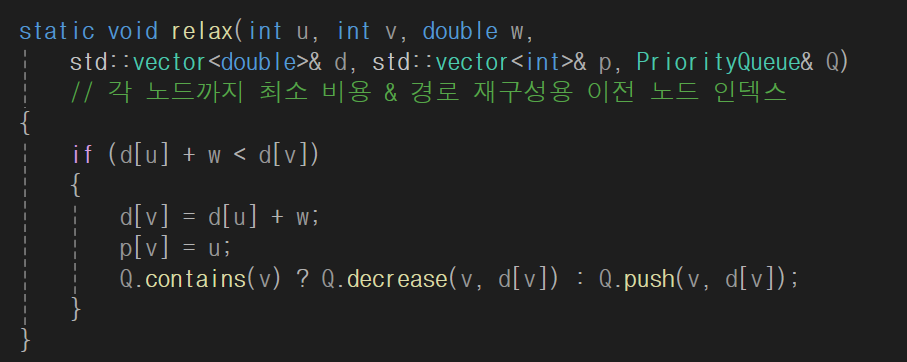 static void relax(int u, int v, double w,
std::vector<double>& d, std::vector<int>& p, PriorityQueue& Q)
// 각 노드까지 최소 비용 & 경로 재구성용 이전 노드 인덱스
{
if (d[u] + w < d[v])
{
d[v] = d[u] + w;
p[v] = u;
Q.contains(v) ? Q.decrease(v, d[v]) : Q.push(v, d[v]);
}
}